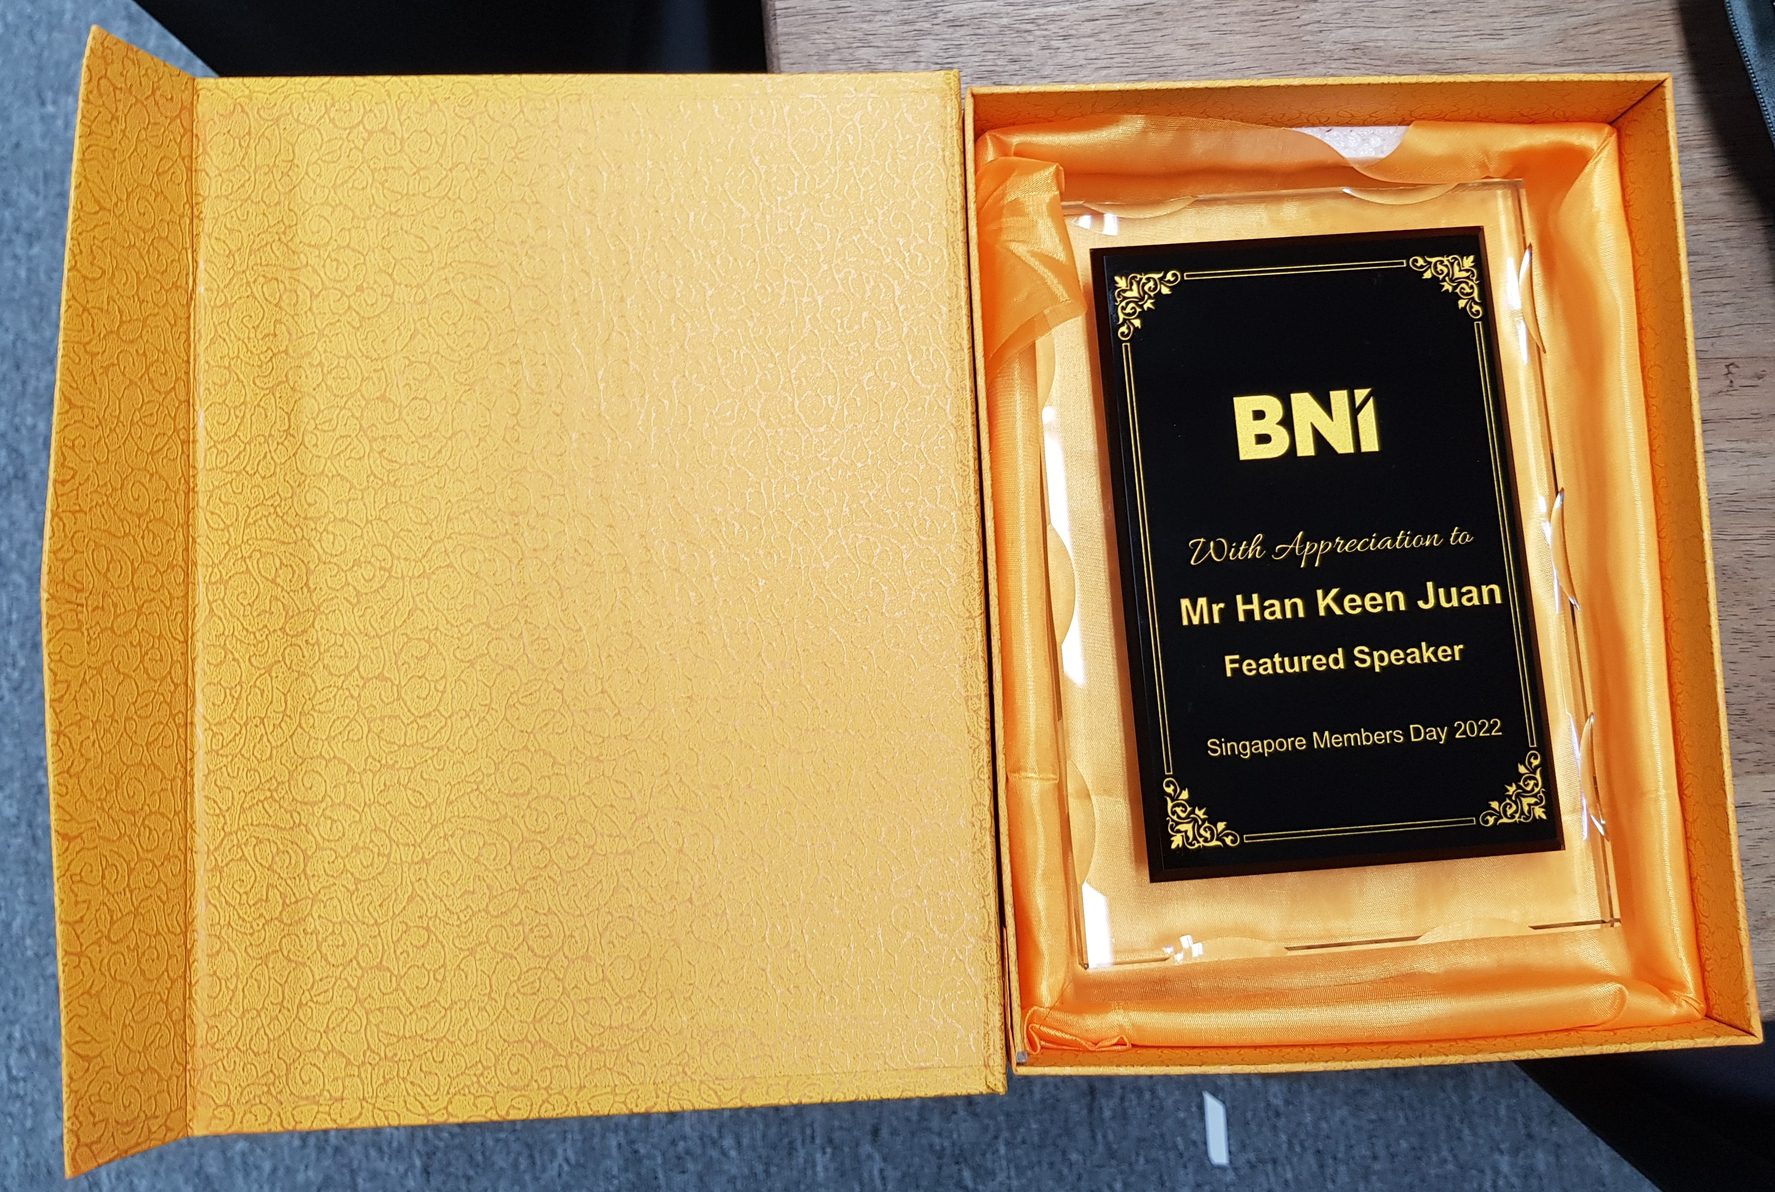 BNI
With Appreciation to
Mr Han Keen Juan
Featured Speaker
Singapore Members Day 2022